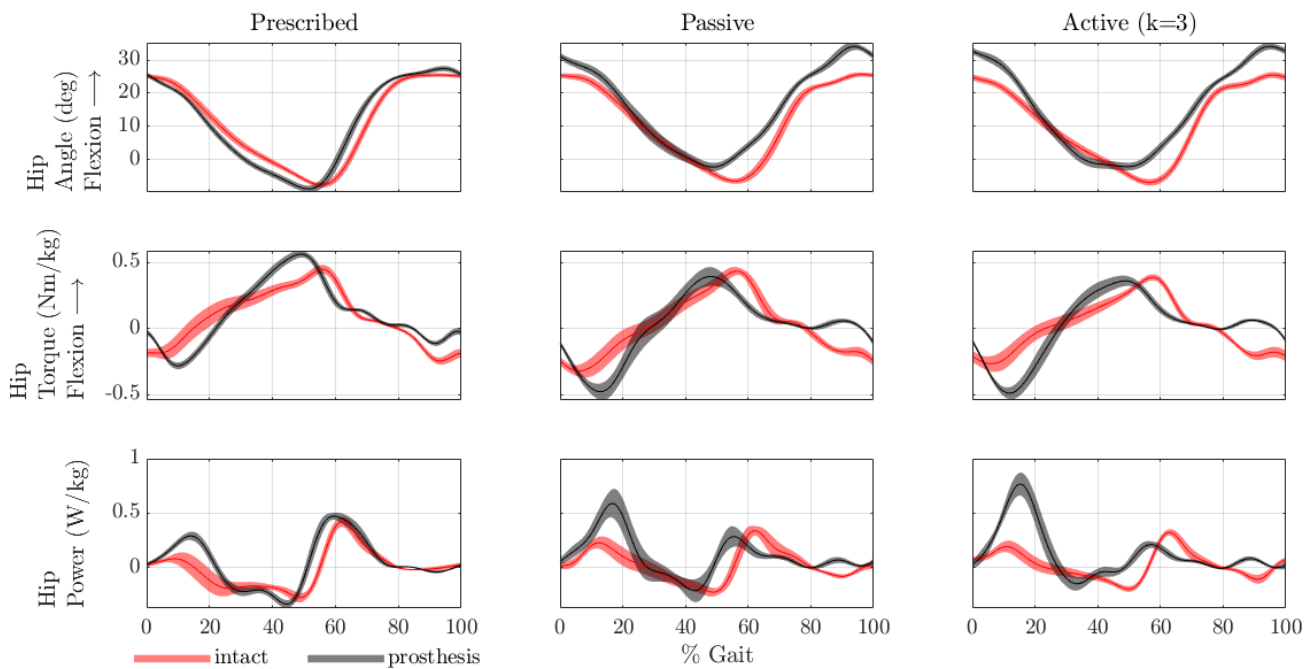 Prescribed
Passive
Active (k=3)
Hip
Angle (deg)
Flexion ⟶
30
20
10
0
Hip
Torque (Nm/kg)
Flexion ⟶
0.5
0
-0.5
Hip
Power (W/kg)
1
0.5
0
0 20 40 60 80 100
0 20 40 60 80 100
0 20 40 60 80 100
% Gait
intact prosthesis